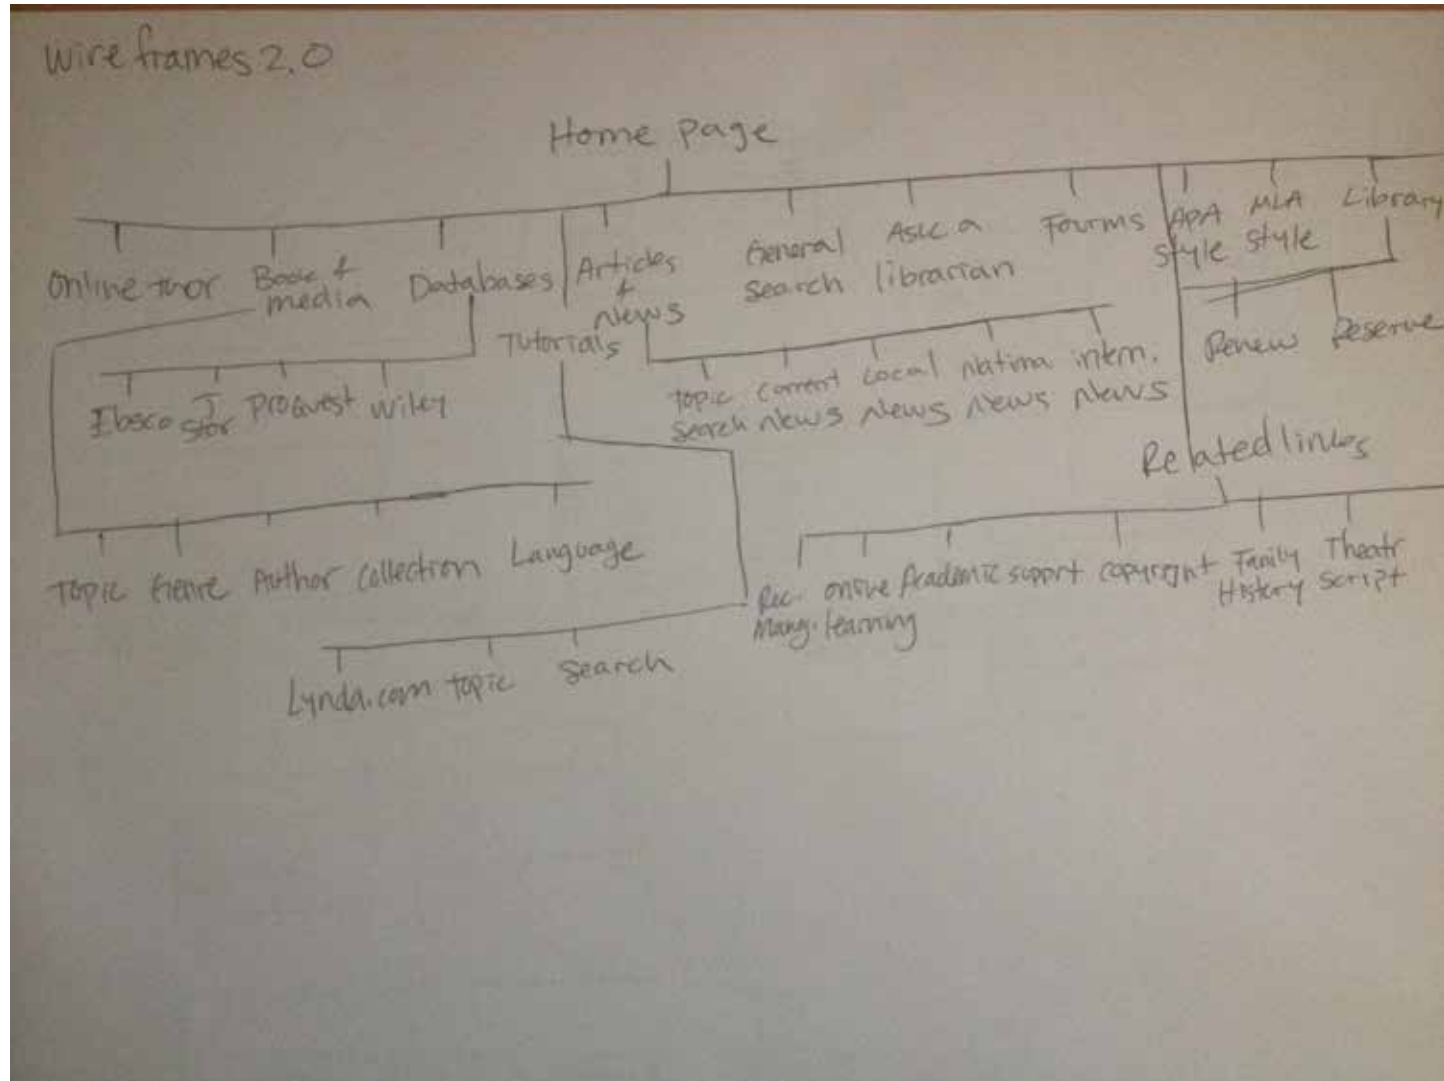 Wire frames 2.0
Home page
Online tutor
Book &
media
Databases
Tutorials
Articles
&
News
General
Search
Ask a
librarian
Fourms
APA
style
MLA
style
Library
Renew
Reserve
Ebsco
J
stor
ProQuest
Wiley
Topic
Search
Current
News
Local
News
Nationa
News
intern.
News
Related links
Topic
Genre
Author
Collection
Language
Rec.
Mang.
online
learning
Academic support
copyright
Family
History
Theatr
script
Lynda.com
topic
Search